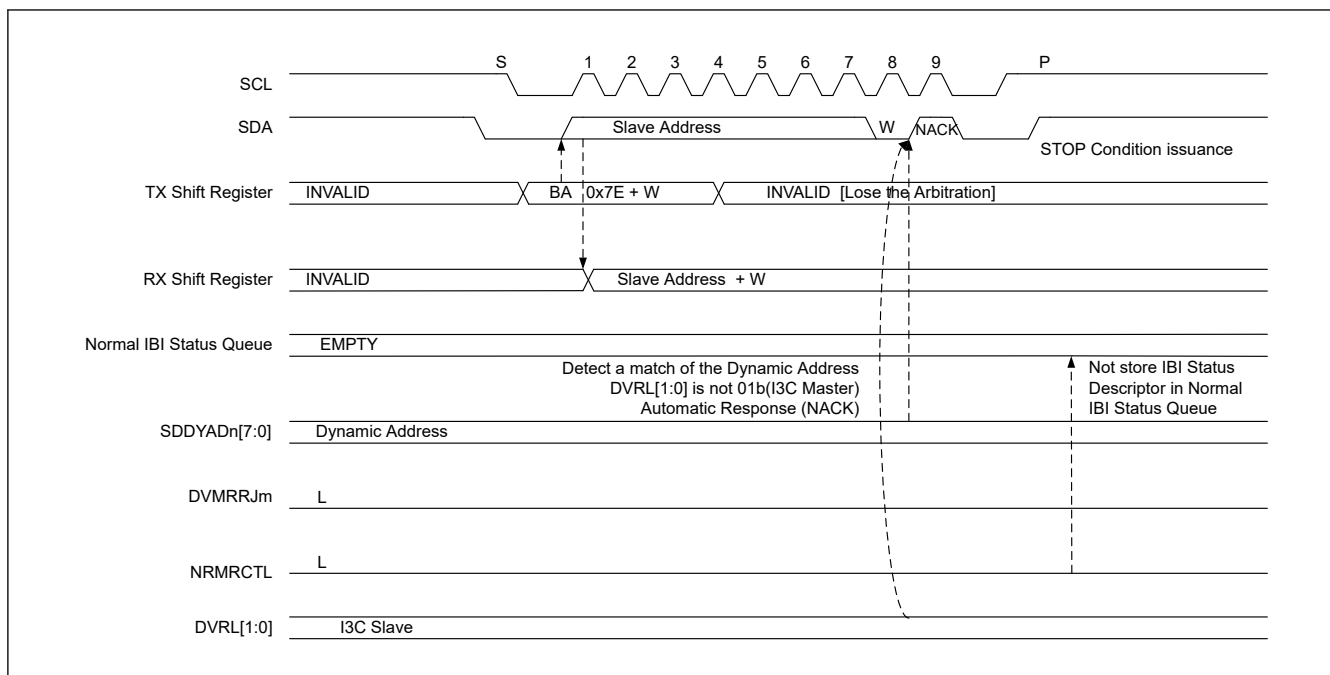 S 1 2 3 4 5 6 7 8 9 P
SCL
SDA Slave Address W NACK
STOP Condition issuance
TX Shift Register INVALID BA 0x7E + W INVALID [Lose the Arbitration]
RX Shift Register INVALID Slave Address + W
Normal IBI Status Queue EMPTY
Detect a match of the Dynamic Address
DVRL[1:0] is not 01b(I3C Master)
Automatic Response (NACK)
Not store IBI Status
Descriptor in Normal
IBI Status Queue
SDDYADn[7:0] Dynamic Address
DVMRRJm L
NRMRCTL L
DVRL[1:0] I3C Slave